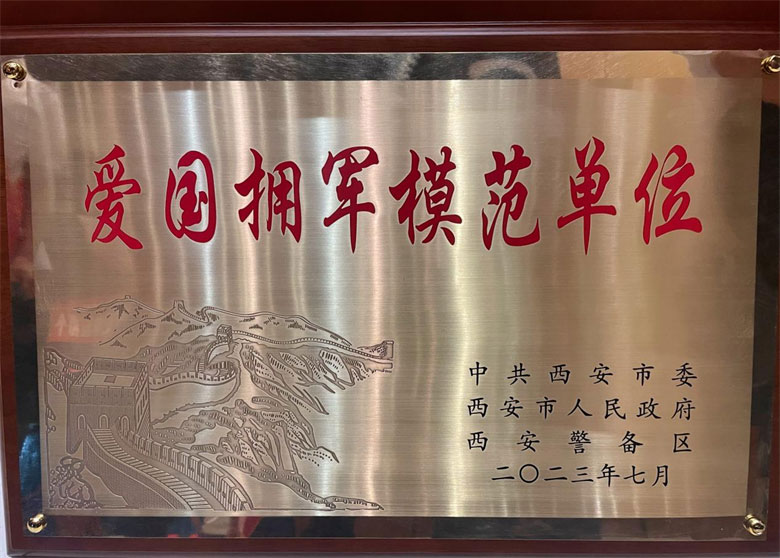 爱国拥军模范单位
中共西安市委
西安市人民政府
西安警备区
二〇二三年七月